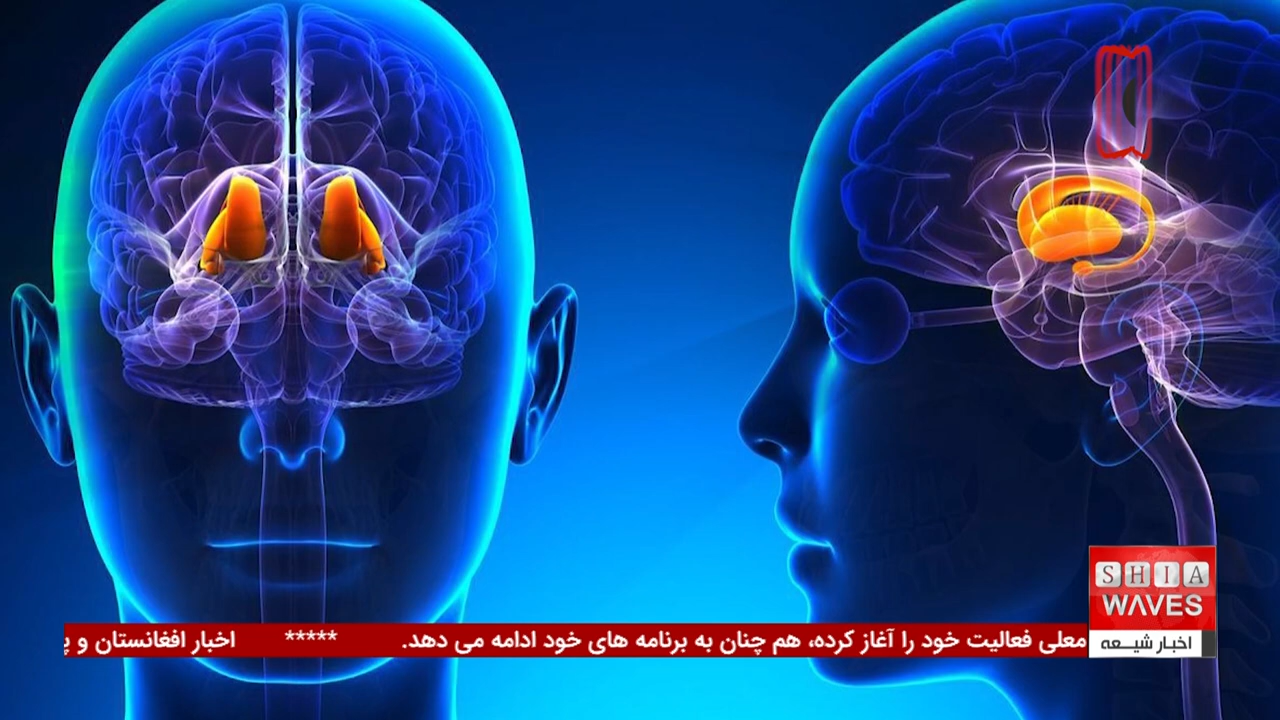 SHIA
WAVES
اخبار شیعه
معلی فعالیت خود را آغاز کرده، هم چنان به برنامه های خود ادامه می دهد. ***** اخبار افغانستان و پ